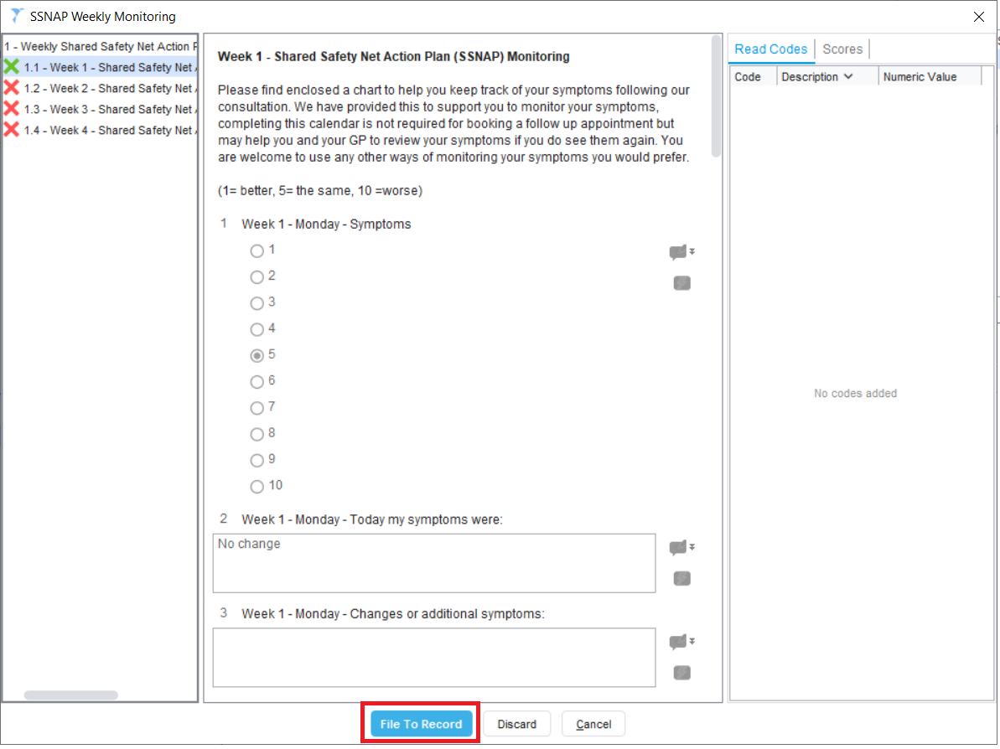 SSNAP Weekly Monitoring
1 - Weekly Shared Safety Net Action
1.1 - Week 1 - Shared Safety Net
1.2 - Week 2 - Shared Safety Net
1.3 - Week 3 - Shared Safety Net
1.4 - Week 4 - Shared Safety Net
Week 1 - Shared Safety Net Action Plan (SSNAP) Monitoring
Please find enclosed a chart to help you keep track of your symptoms following our
consultation. We have provided this to support you to monitor your symptoms,
completing this calendar is not required for booking a follow up appointment but
may help you and your GP to review your symptoms if you do see them again. You
are welcome to use any other ways of monitoring your symptoms you would prefer.
(1= better, 5= the same, 10 =worse)
1 Week 1 - Monday - Symptoms
1
2
3
4
5
6
7
8
9
10
2 Week 1 - Monday - Today my symptoms were:
No change
3 Week 1 - Monday - Changes or additional symptoms:
Read Codes Scores
Code Description Numeric Value
No codes added
File To Record Discard Cancel